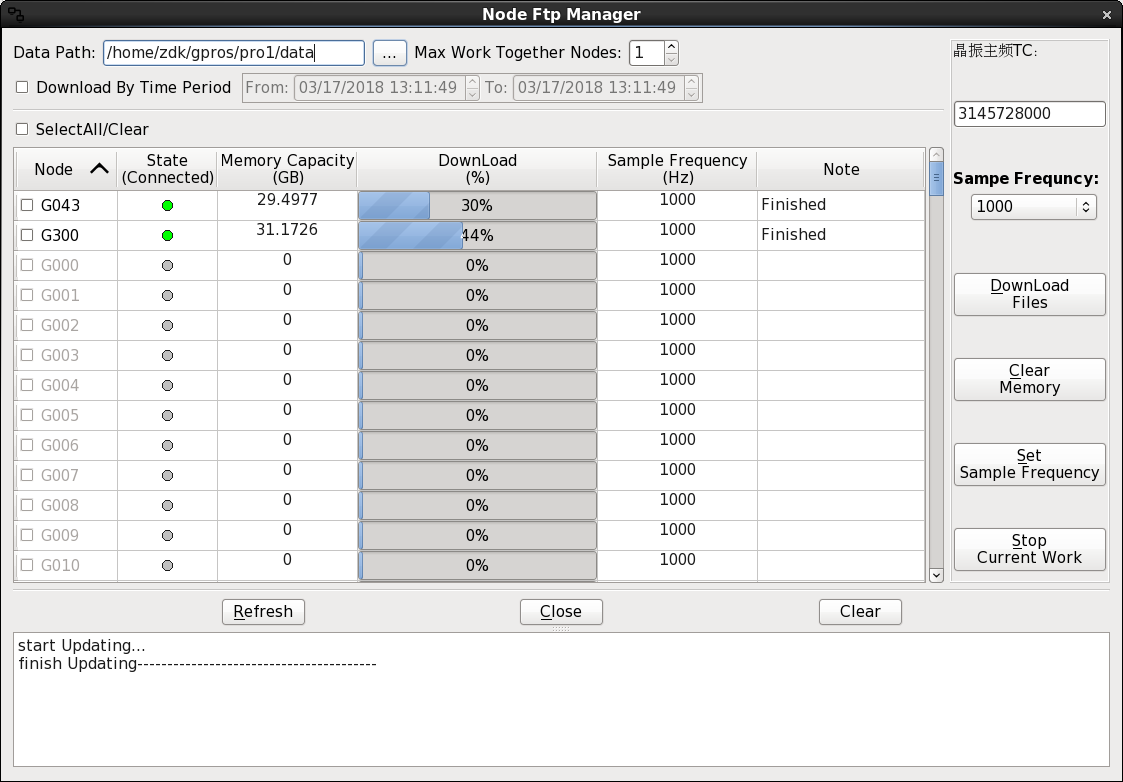 Node Ftp Manager
Data Path: /home/zdk/gpros/pro1/data ... Max Work Together Nodes: 1
Download By Time Period From: 03/17/2018 13:11:49 To: 03/17/2018 13:11:49
SelectAll/Clear
Node State (Connected) Memory Capacity (GB) DownLoad (%) Sample Frequency (Hz) Note
G043 29.4977 30% 1000 Finished
G300 31.1726 44% 1000 Finished
G000 0 0% 1000
G001 0 0% 1000
G002 0 0% 1000
G003 0 0% 1000
G004 0 0% 1000
G005 0 0% 1000
G006 0 0% 1000
G007 0 0% 1000
G008 0 0% 1000
G009 0 0% 1000
G010 0 0% 1000
晶振主频TC:
3145728000
Sampe Frequncy:
1000
DownLoad
Files
Clear
Memory
Set
Sample Frequency
Stop
Current Work
Refresh Close Clear
start Updating...
finish Updating----------------------------------------